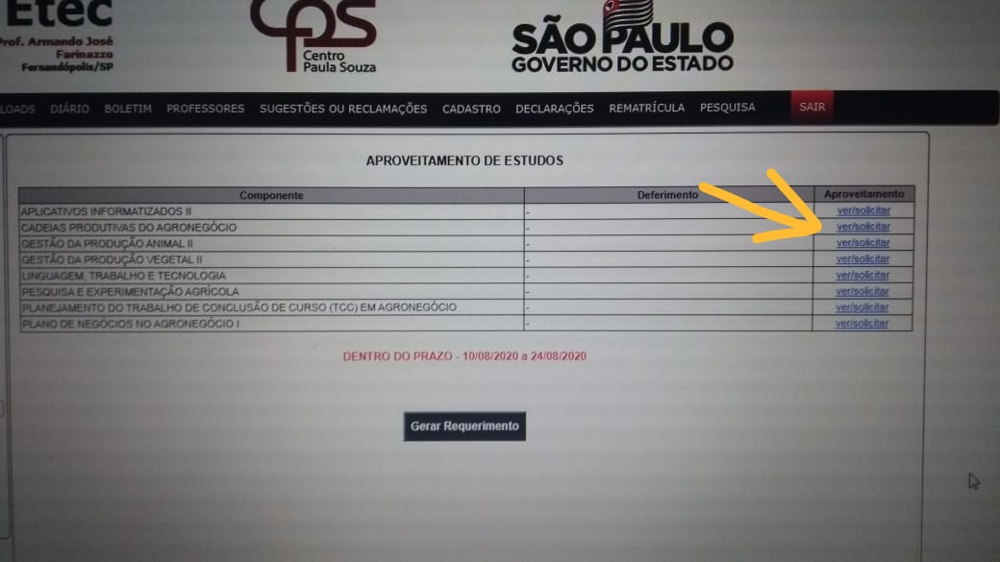 Etec
Prof. Armando José
Farinazzo
Fernandópolis/SP
CPS
Centro
Paula Souza
SÃO PAULO
GOVERNO DO ESTADO
LOADS DIÁRIO BOLETIM PROFESSORES SUGESTÕES OU RECLAMAÇÕES CADASTRO DECLARAÇÕES REMATRÍCULA PESQUISA SAIR
APROVEITAMENTO DE ESTUDOS
Componente Deferimento Aproveitamento
APLICATIVOS INFORMATIZADOS II - ver/solicitar
CADEIAS PRODUTIVAS DO AGRONEGÓCIO - ver/solicitar
GESTÃO DA PRODUÇÃO ANIMAL II - ver/solicitar
GESTÃO DA PRODUÇÃO VEGETAL II - ver/solicitar
LINGUAGEM, TRABALHO E TECNOLOGIA - ver/solicitar
PESQUISA E EXPERIMENTAÇÃO AGRÍCOLA - ver/solicitar
PLANEJAMENTO DO TRABALHO DE CONCLUSÃO DE CURSO (TCC) EM AGRONEGÓCIO - ver/solicitar
PLANO DE NEGÓCIOS NO AGRONEGÓCIO I - ver/solicitar
DENTRO DO PRAZO - 10/08/2020 a 24/08/2020
Gerar Requerimento